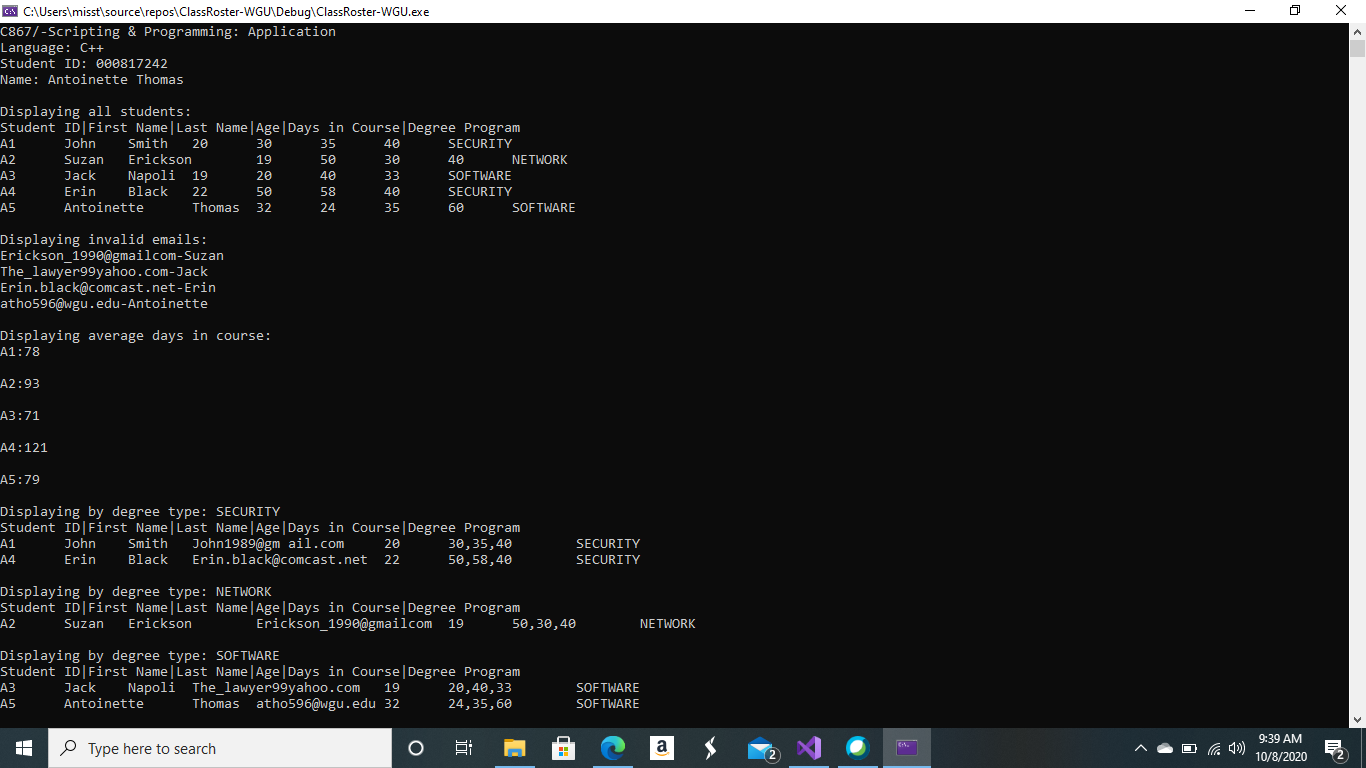 C:\Users\misst\source\repos\ClassRoster-WGU\Debug\ClassRoster-WGU.exe
C867/-Scripting & Programming: Application
Language: C++
Student ID: 000817242
Name: Antoinette Thomas
Displaying all students:
Student ID|First Name|Last Name|Age|Days in Course|Degree Program
A1 John Smith 20 30 35 40 SECURITY
A2 Suzan Erickson 19 50 30 40 NETWORK
A3 Jack Napoli 19 20 40 33 SOFTWARE
A4 Erin Black 22 50 58 40 SECURITY
A5 Antoinette Thomas 32 24 35 60 SOFTWARE
Displaying invalid emails:
Erickson_1990@gmailcom-Suzan
The_lawyer99yahoo.com-Jack
Erin.black@comcast.net-Erin
atho596@wgu.edu-Antoinette
Displaying average days in course:
A1:78
A2:93
A3:71
A4:121
A5:79
Displaying by degree type: SECURITY
Student ID|First Name|Last Name|Age|Days in Course|Degree Program
A1 John Smith John1989@gm ail.com 20 30,35,40 SECURITY
A4 Erin Black Erin.black@comcast.net 22 50,58,40 SECURITY
Displaying by degree type: NETWORK
Student ID|First Name|Last Name|Age|Days in Course|Degree Program
A2 Suzan Erickson Erickson_1990@gmailcom 19 50,30,40 NETWORK
Displaying by degree type: SOFTWARE
Student ID|First Name|Last Name|Age|Days in Course|Degree Program
A3 Jack Napoli The_lawyer99yahoo.com 19 20,40,33 SOFTWARE
A5 Antoinette Thomas atho596@wgu.edu 32 24,35,60 SOFTWARE
Type here to search
a
2
9:39 AM
10/8/2020
2